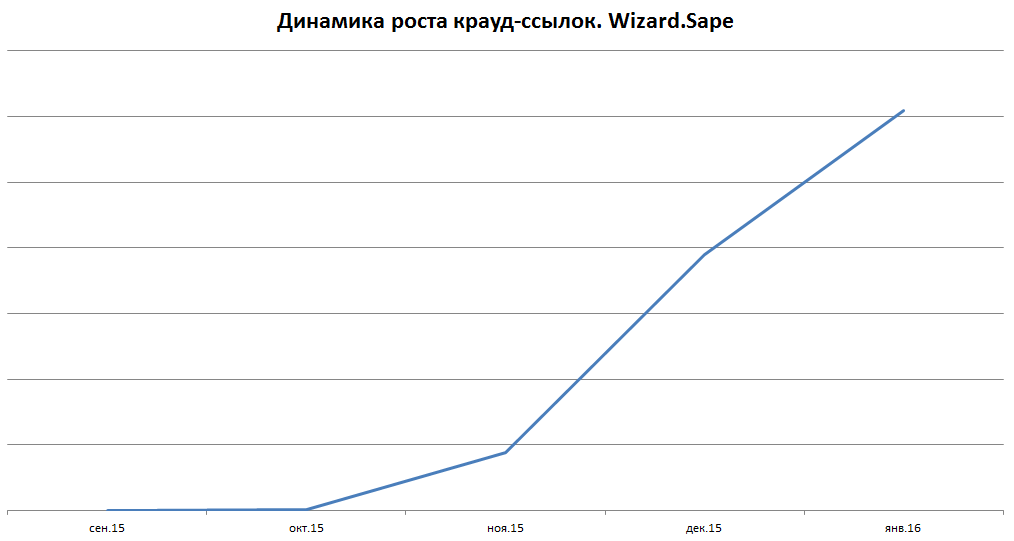 Динамика роста крауд-ссылок. Wizard.Sape
сен.15 окт.15 ноя.15 дек.15 янв.16